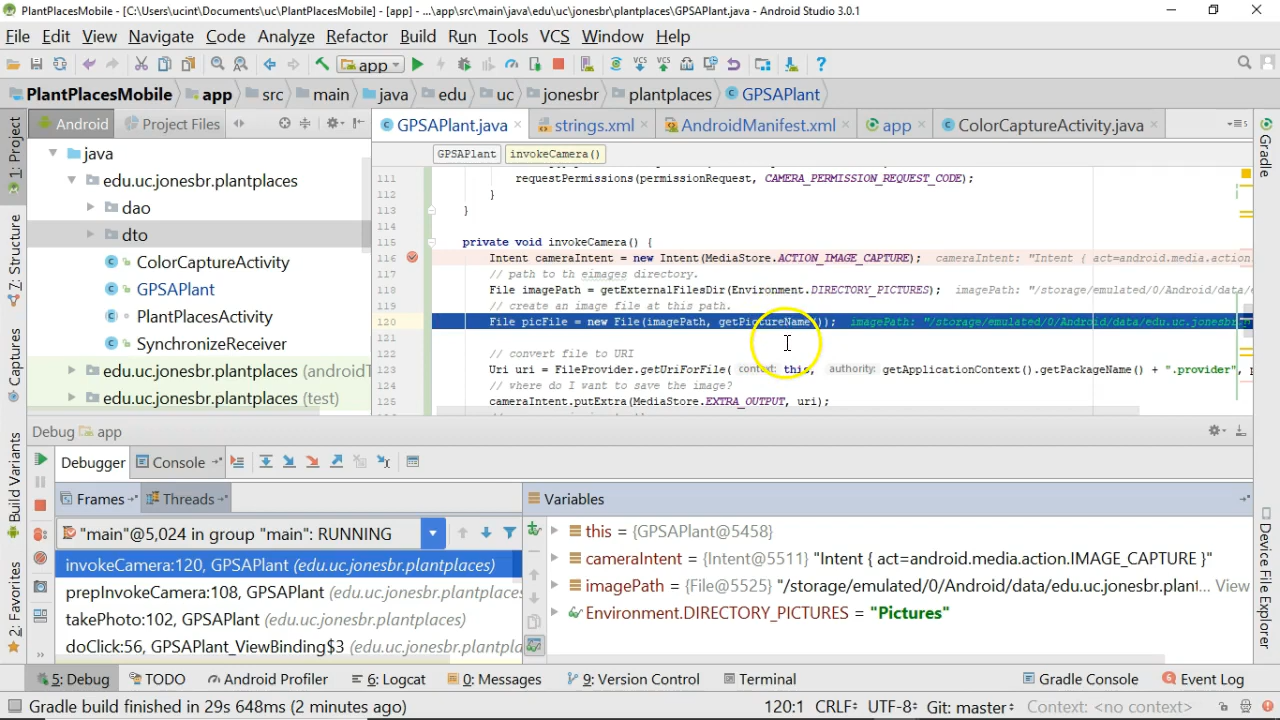 PlantPlacesMobile - [C:\Users\ucint\Documents\uc\PlantPlacesMobile] - [app] - ...\app\src\main\java\edu\uc\jonesbr\plantplaces\GPSAPlant.java - Android Studio 3.0.1
File Edit View Navigate Code Analyze Refactor Build Run Tools VCS Window Help
app
PlantPlacesMobile app src main java edu uc jonesbr plantplaces GPSAPlant
Android Project Files GPSAPlant.java strings.xml AndroidManifest.xml app ColorCaptureActivity.java
GPSAPlant invokeCamera()
1: Project
7: Structure
Captures
Build Variants
2: Favorites
java
edu.uc.jonesbr.plantplaces
dao
dto
ColorCaptureActivity
GPSAPlant
PlantPlacesActivity
SynchronizeReceiver
edu.uc.jonesbr.plantplaces (androidT
edu.uc.jonesbr.plantplaces (test)
111 requestPermissions(permissionRequest, CAMERA_PERMISSION_REQUEST_CODE);
112 }
113 }
114
115 private void invokeCamera() {
116 Intent cameraIntent = new Intent(MediaStore.ACTION_IMAGE_CAPTURE); cameraIntent: "Intent { act=android.media.action
117 // path to th eimages directory.
118 File imagePath = getExternalFilesDir(Environment.DIRECTORY_PICTURES); imagePath: "/storage/emulated/0/Android/data/
119 // create an image file at this path.
120 File picFile = new File(imagePath, getPictureName()); imagePath: "/storage/emulated/0/Android/data/edu.uc.jonesbr
121
122 // convert file to URI
123 Uri uri = FileProvider.getUriForFile( context: this, authority: getApplicationContext().getPackageName() + ".provider",
124 // where do I want to save the image?
125 cameraIntent.putExtra(MediaStore.EXTRA_OUTPUT, uri);
Gradle
Device File Explorer
Debug app
Debugger Console
Frames Threads
"main"@5,024 in group "main": RUNNING
invokeCamera:120, GPSAPlant (edu.uc.jonesbr.plantplaces)
prepInvokeCamera:108, GPSAPlant (edu.uc.jonesbr.plantplaces
takePhoto:102, GPSAPlant (edu.uc.jonesbr.plantplaces)
doClick:56, GPSAPlant_ViewBinding$3 (edu.uc.jonesbr.plantpla
Variables
this = {GPSAPlant@5458}
cameraIntent = {Intent@5511} "Intent { act=android.media.action.IMAGE_CAPTURE }"
imagePath = {File@5525} "/storage/emulated/0/Android/data/edu.uc.jonesbr.plant... View
Environment.DIRECTORY_PICTURES = "Pictures"
5: Debug TODO Android Profiler 6: Logcat 0: Messages 9: Version Control Terminal Gradle Console Event Log
Gradle build finished in 29s 648ms (2 minutes ago) 120:1 CRLF UTF-8 Git: master Context: <no context>